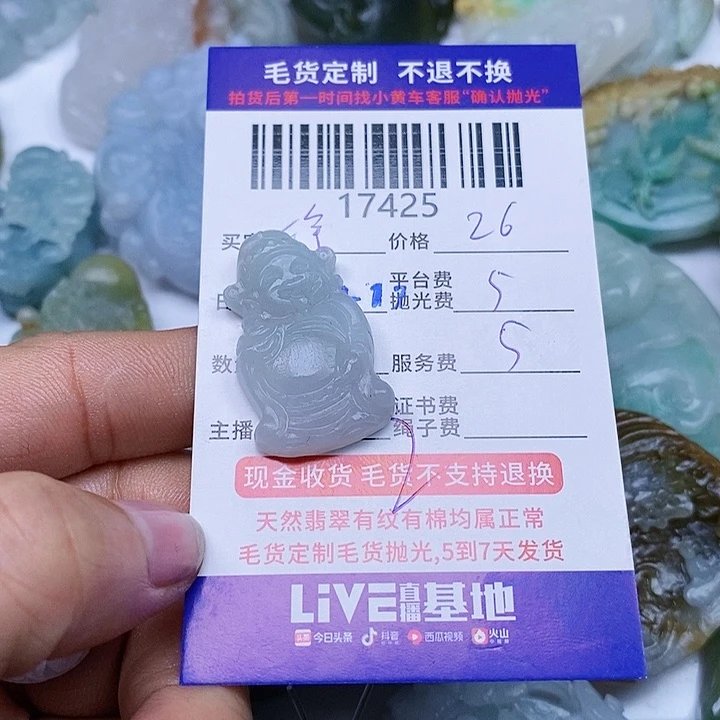 毛货定制 不退不换
拍货后第一时间找小黄车客服“确认抛光”
17425
买 徐 价格 26
平台费
抛光费 5
数 服务费 5
证书费
主播 绳子费
现金收货 毛货不支持退换
天然翡翠有纹有棉均属正常
毛货定制毛货抛光,5到7天发货
LiVE直播基地
头条 今日头条 抖音 西瓜视频 火山